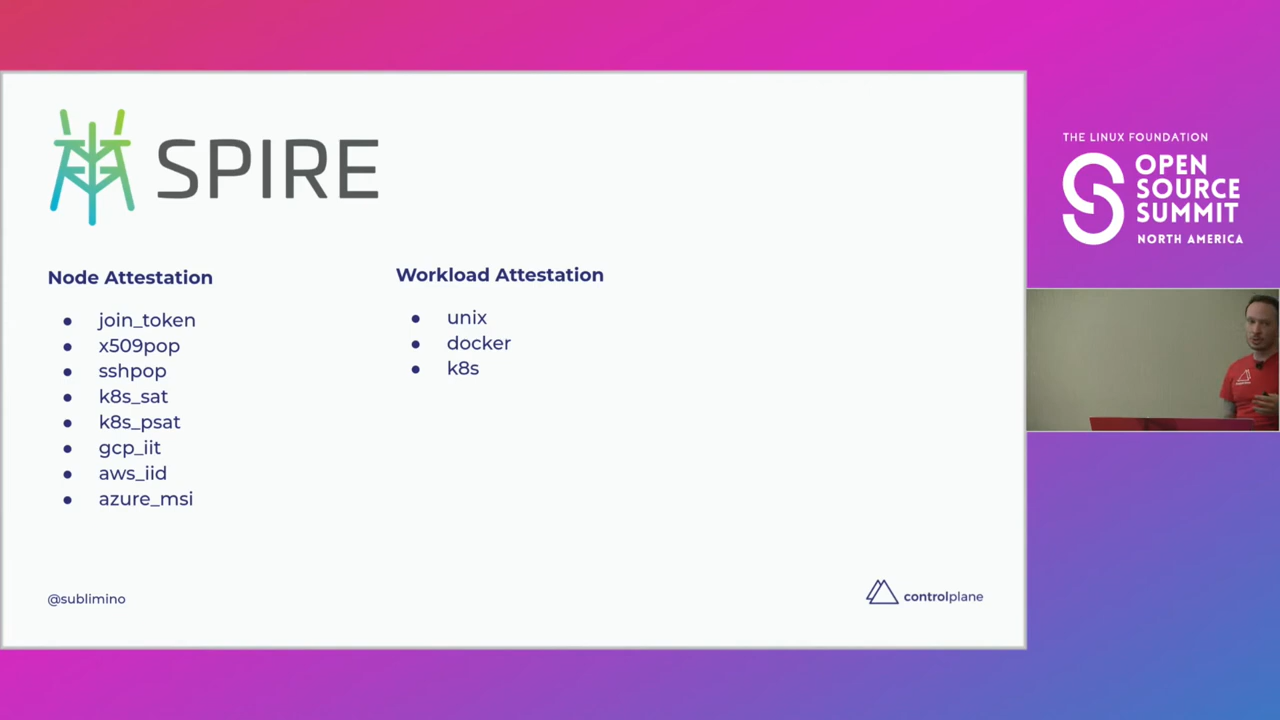 SPIRE
Node Attestation
● join_token
● x509pop
● sshpop
● k8s_sat
● k8s_psat
● gcp_iit
● aws_iid
● azure_msi
Workload Attestation
● unix
● docker
● k8s
@sublimino
controlplane
THE LINUX FOUNDATION
OPEN
SOURCE
SUMMIT
NORTH AMERICA